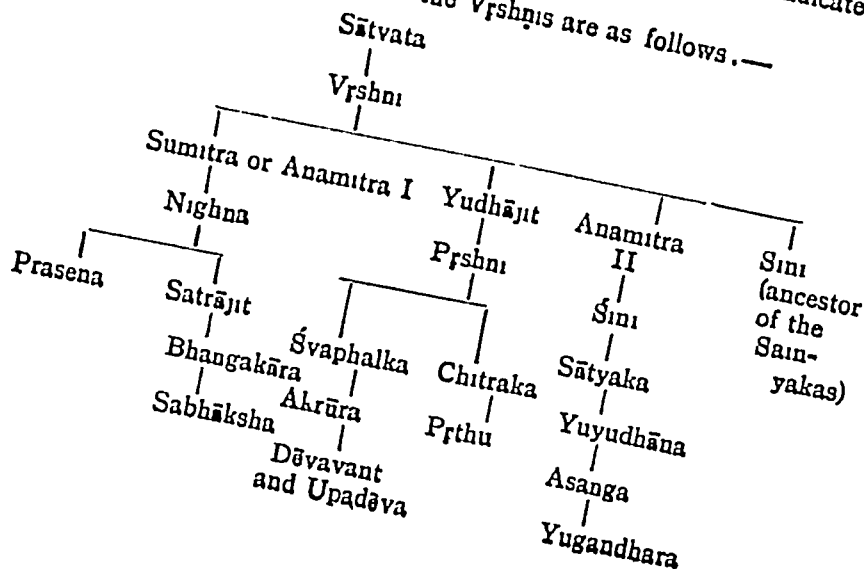 the Vṛshṇis are as follows.—
Sātvata
Vṛshṇi
Sumitra or Anamitra I
Yudhājit
Anamitra
II
Sini
(ancestor
of the
Sain-
yakas)
Nighna
Pṛshṇi
Prasena
Satrājit
Śvaphalka
Chitraka
Śini
Bhangakāra
Akrūra
Pṛthu
Sātyaka
Sabhāksha
Dēvavant
and Upadēva
Yuyudhāna
Asanga
Yugandhara